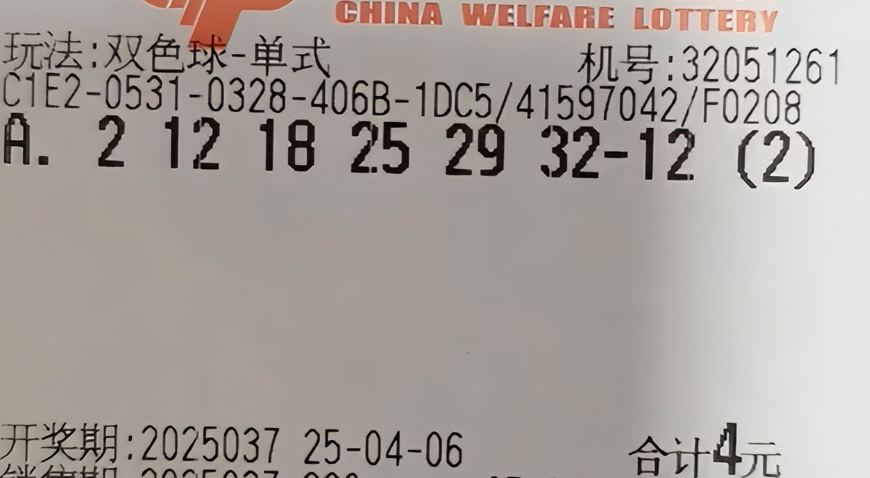 CHINA WELFARE LOTTERY
玩法:双色球-单式 机号:32051261
C1E2-0531-0328-406B-1DC5/41597042/F0208
A. 2 12 18 25 29 32-12 (2)
开奖期:2025037 25-04-06 合计4元